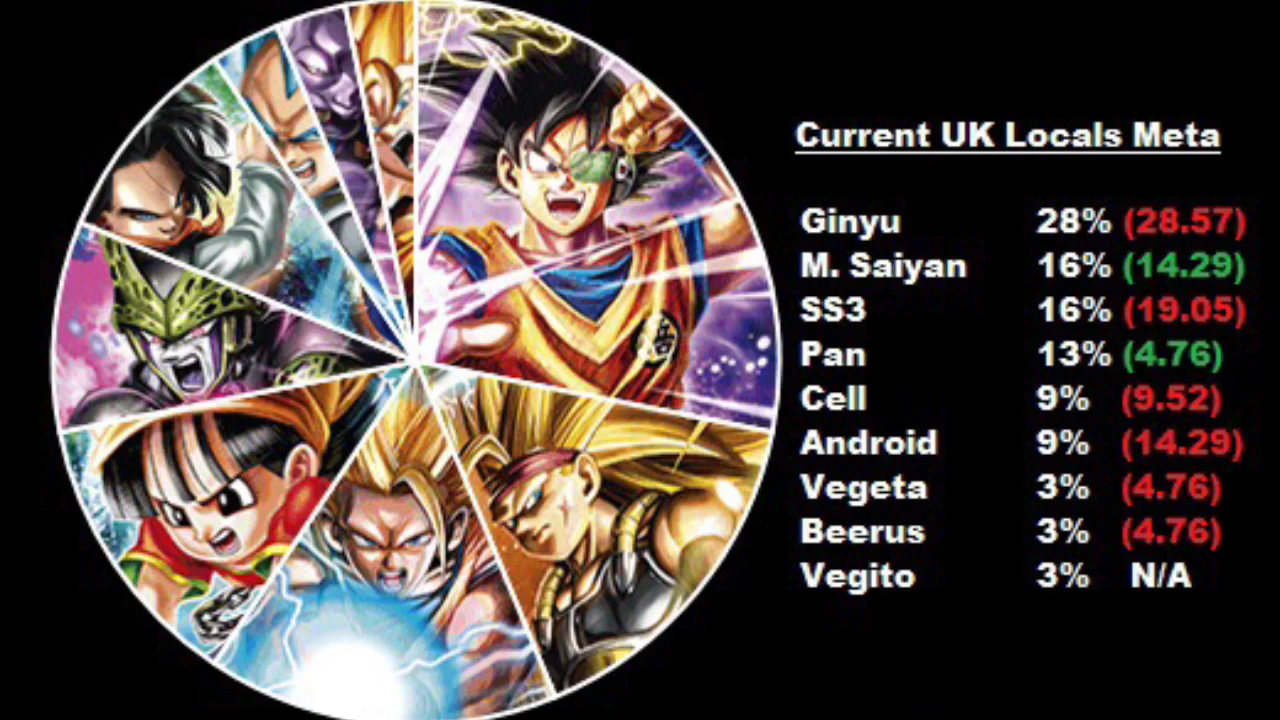 Current UK Locals Meta
Ginyu 28% (28.57)
M. Saiyan 16% (14.29)
SS3 16% (19.05)
Pan 13% (4.76)
Cell 9% (9.52)
Android 9% (14.29)
Vegeta 3% (4.76)
Beerus 3% (4.76)
Vegito 3% N/A